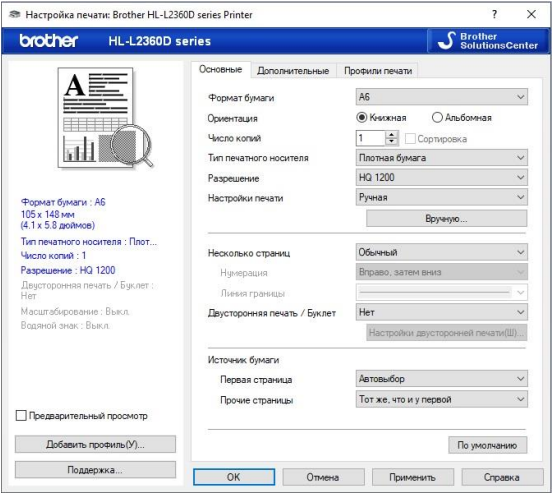 Настройка печати: Brother HL-L2360D series Printer
? ×
brother HL-L2360D series
Brother
SolutionsCenter
Основные Дополнительные Профили печати
A
Формат бумаги : A6
105 x 148 мм
(4.1 x 5.8 дюймов)
Тип печатного носителя : Плот...
Число копий : 1
Разрешение : HQ 1200
Двусторонняя печать / Буклет :
Нет
Масштабирование : Выкл.
Водяной знак : Выкл.
Предварительный просмотр
Добавить профиль(У)...
Поддержка...
Формат бумаги A6
Ориентация Книжная Альбомная
Число копий 1 Сортировка
Тип печатного носителя Плотная бумага
Разрешение HQ 1200
Настройки печати Ручная
Вручную...
Несколько страниц Обычный
Нумерация Вправо, затем вниз
Линия границы
Двусторонняя печать / Буклет Нет
Настройки двусторонней печати(Ш)...
Источник бумаги
Первая страница Автовыбор
Прочие страницы Тот же, что и у первой
По умолчанию
OK Отмена Применить Справка